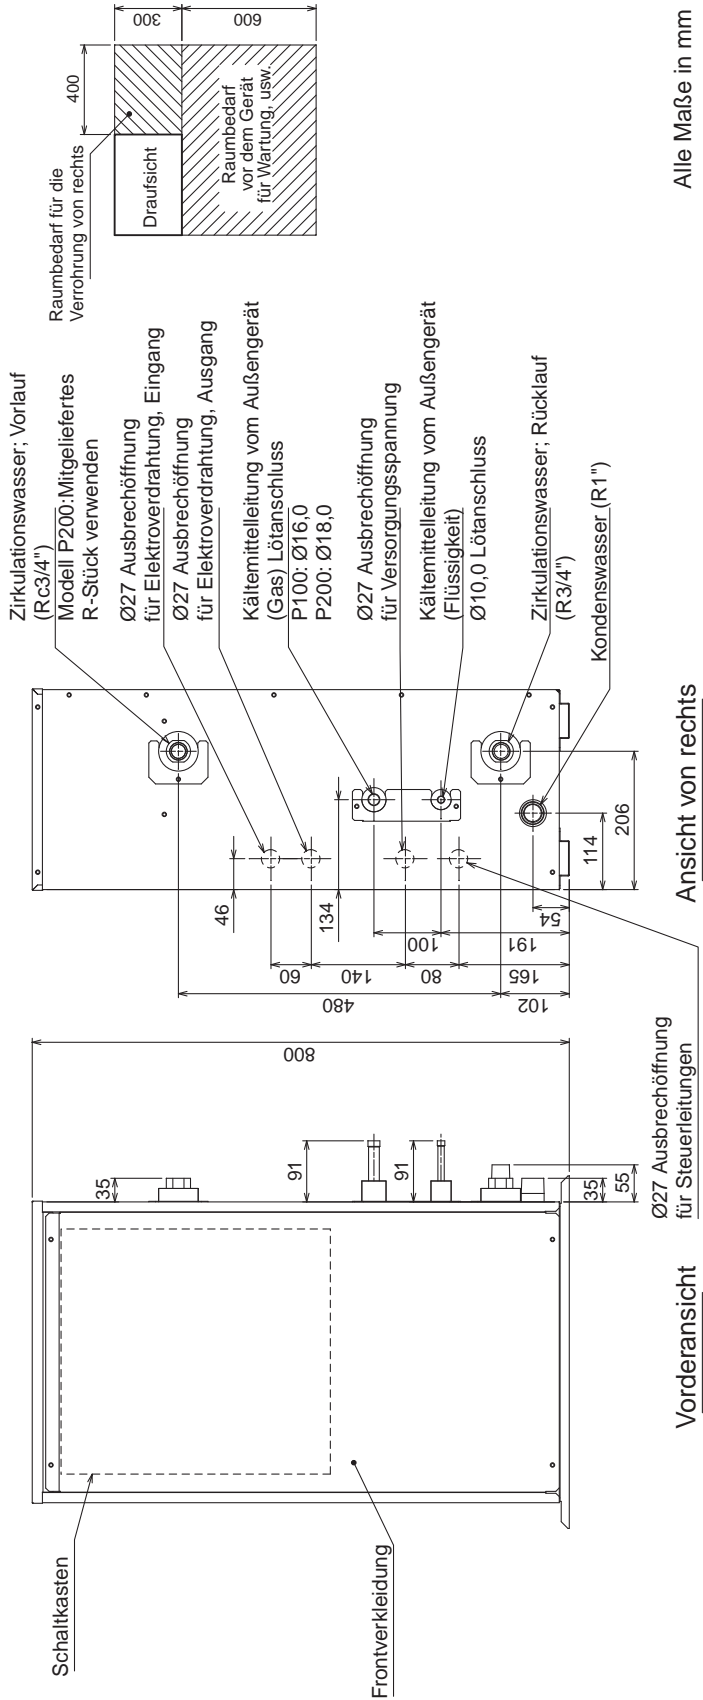 Schaltkasten
Frontverkleidung
Vorderansicht
35
91
91
35
55
800
Ø27 Ausbrechöffnung
für Steuerleitungen
480
102
60
140
80
165
100
191
54
46
134
114
206
Ansicht von rechts
Zirkulationswasser; Vorlauf
(Rc3/4")
Modell P200:Mitgeliefertes
R-Stück verwenden
Ø27 Ausbrechöffnung
für Elektroverdrahtung, Eingang
Ø27 Ausbrechöffnung
für Elektroverdrahtung, Ausgang
Kältemittelleitung vom Außengerät
(Gas) Lötanschluss
P100: Ø16,0
P200: Ø18,0
Ø27 Ausbrechöffnung
für Versorgungsspannung
Kältemittelleitung vom Außengerät
(Flüssigkeit)
Ø10,0 Lötanschluss
Zirkulationswasser; Rücklauf
(R3/4")
Kondenswasser (R1")
Raumbedarf für die
Verrohrung von rechts
400
300
600
Draufsicht
Raumbedarf
vor dem Gerät
für Wartung, usw.
Alle Maße in mm